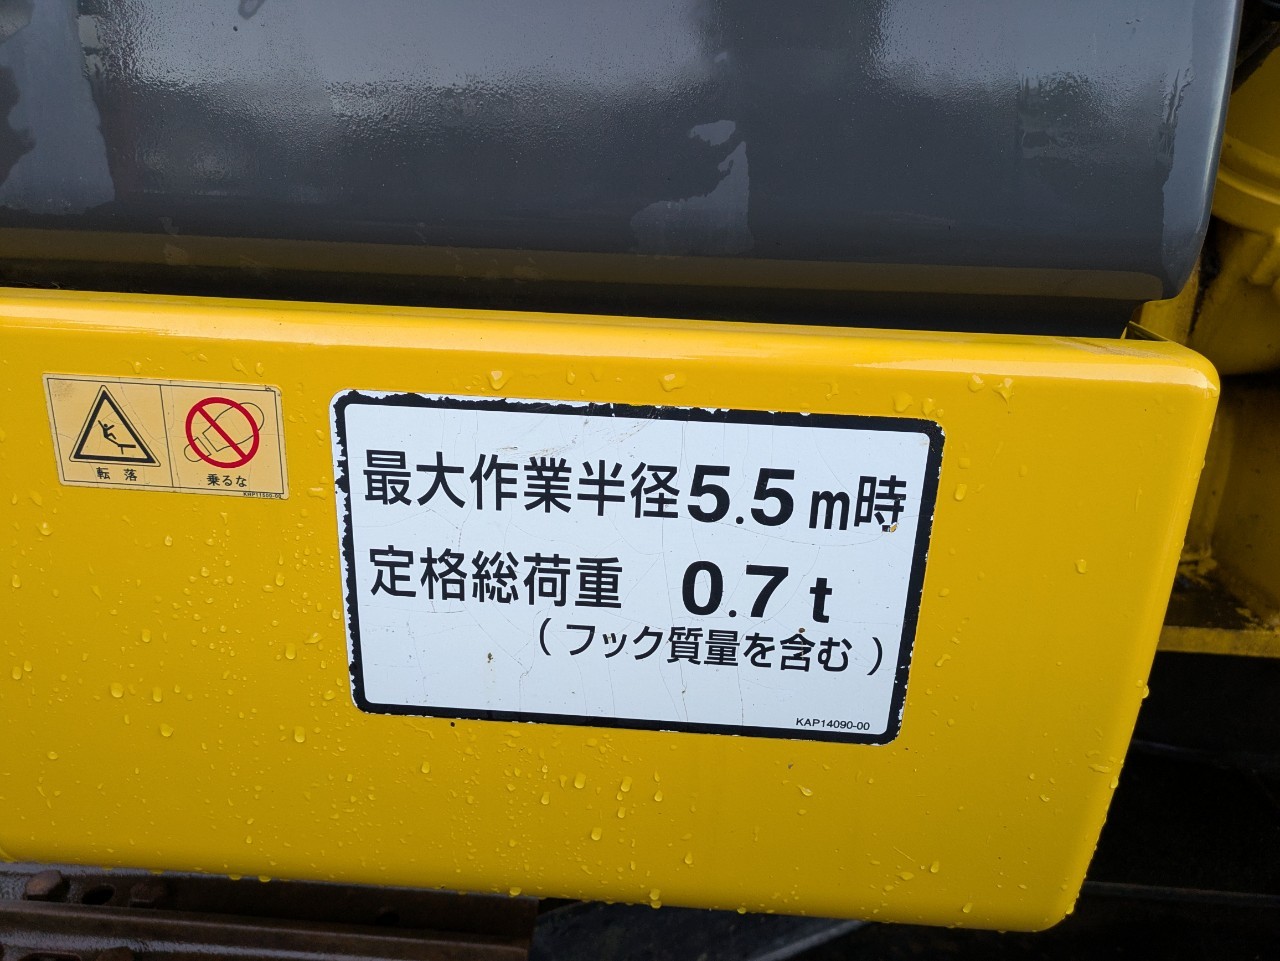 転落
乗るな
最大作業半径5.5m時
定格総荷重 0.7t
(フック質量を含む)
KAP14090-00